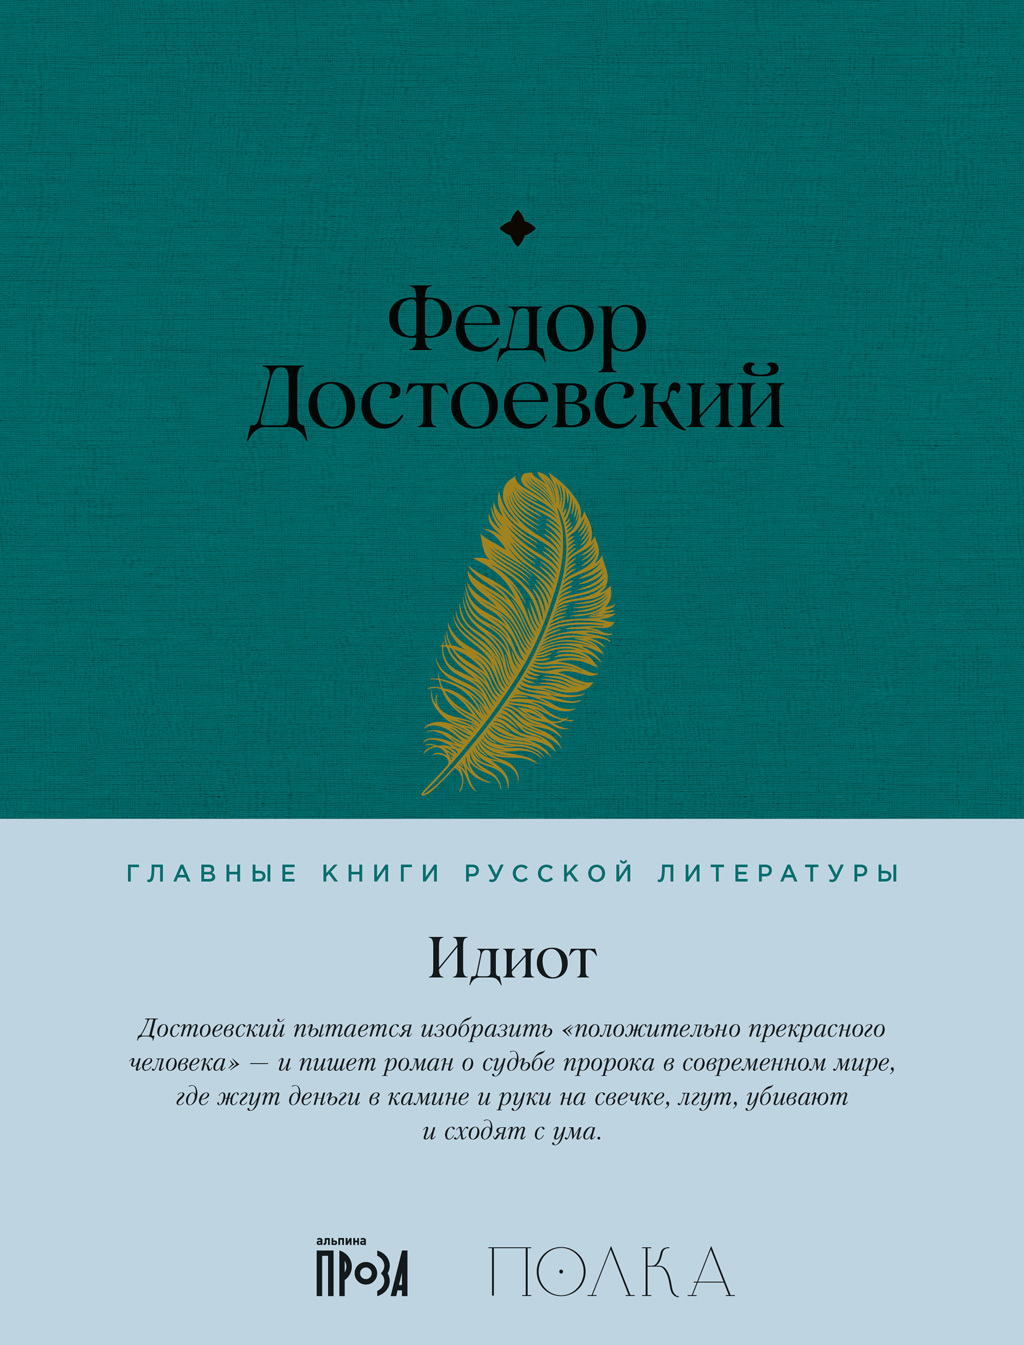 Федор
Достоевский
ГЛАВНЫЕ КНИГИ РУССКОЙ ЛИТЕРАТУРЫ
Идиот
Достоевский пытается изобразить «положительно прекрасного
человека» — и пишет роман о судьбе пророка в современном мире,
где жгут деньги в камине и руки на свечке, лгут, убивают
и сходят с ума.
альпина
ПРОЗА
ПОЛКА